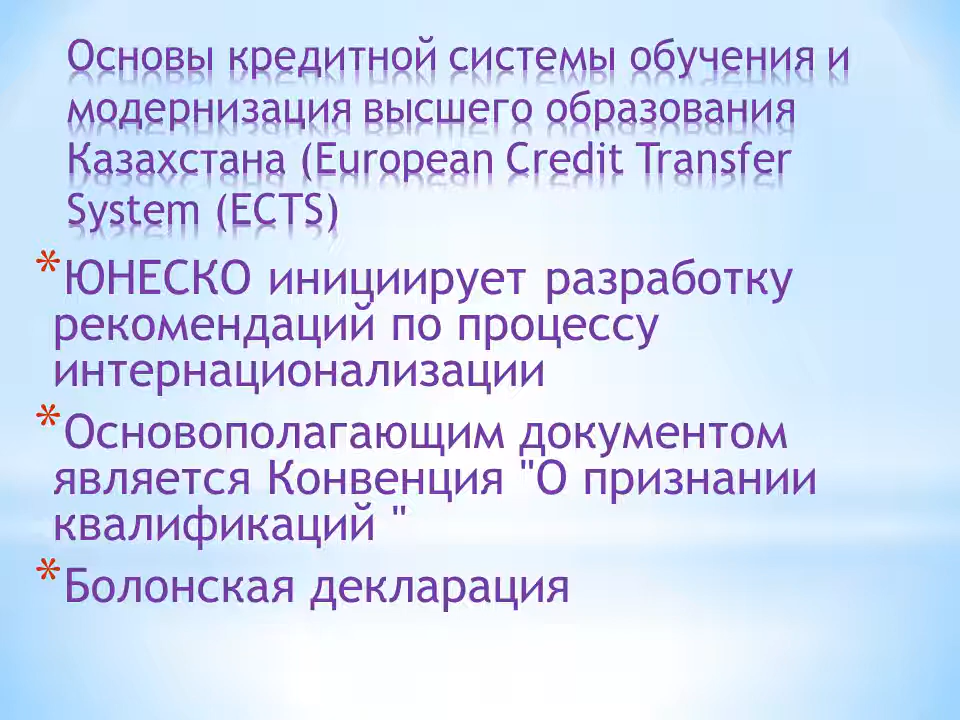 Основы кредитной системы обучения и
модернизация высшего образования
Казахстана (European Credit Transfer
System (ECTS)
*ЮНЕСКО инициирует разработку
рекомендаций по процессу
интернационализации
*Основополагающим документом
является Конвенция "О признании
квалификаций "
*Болонская декларация